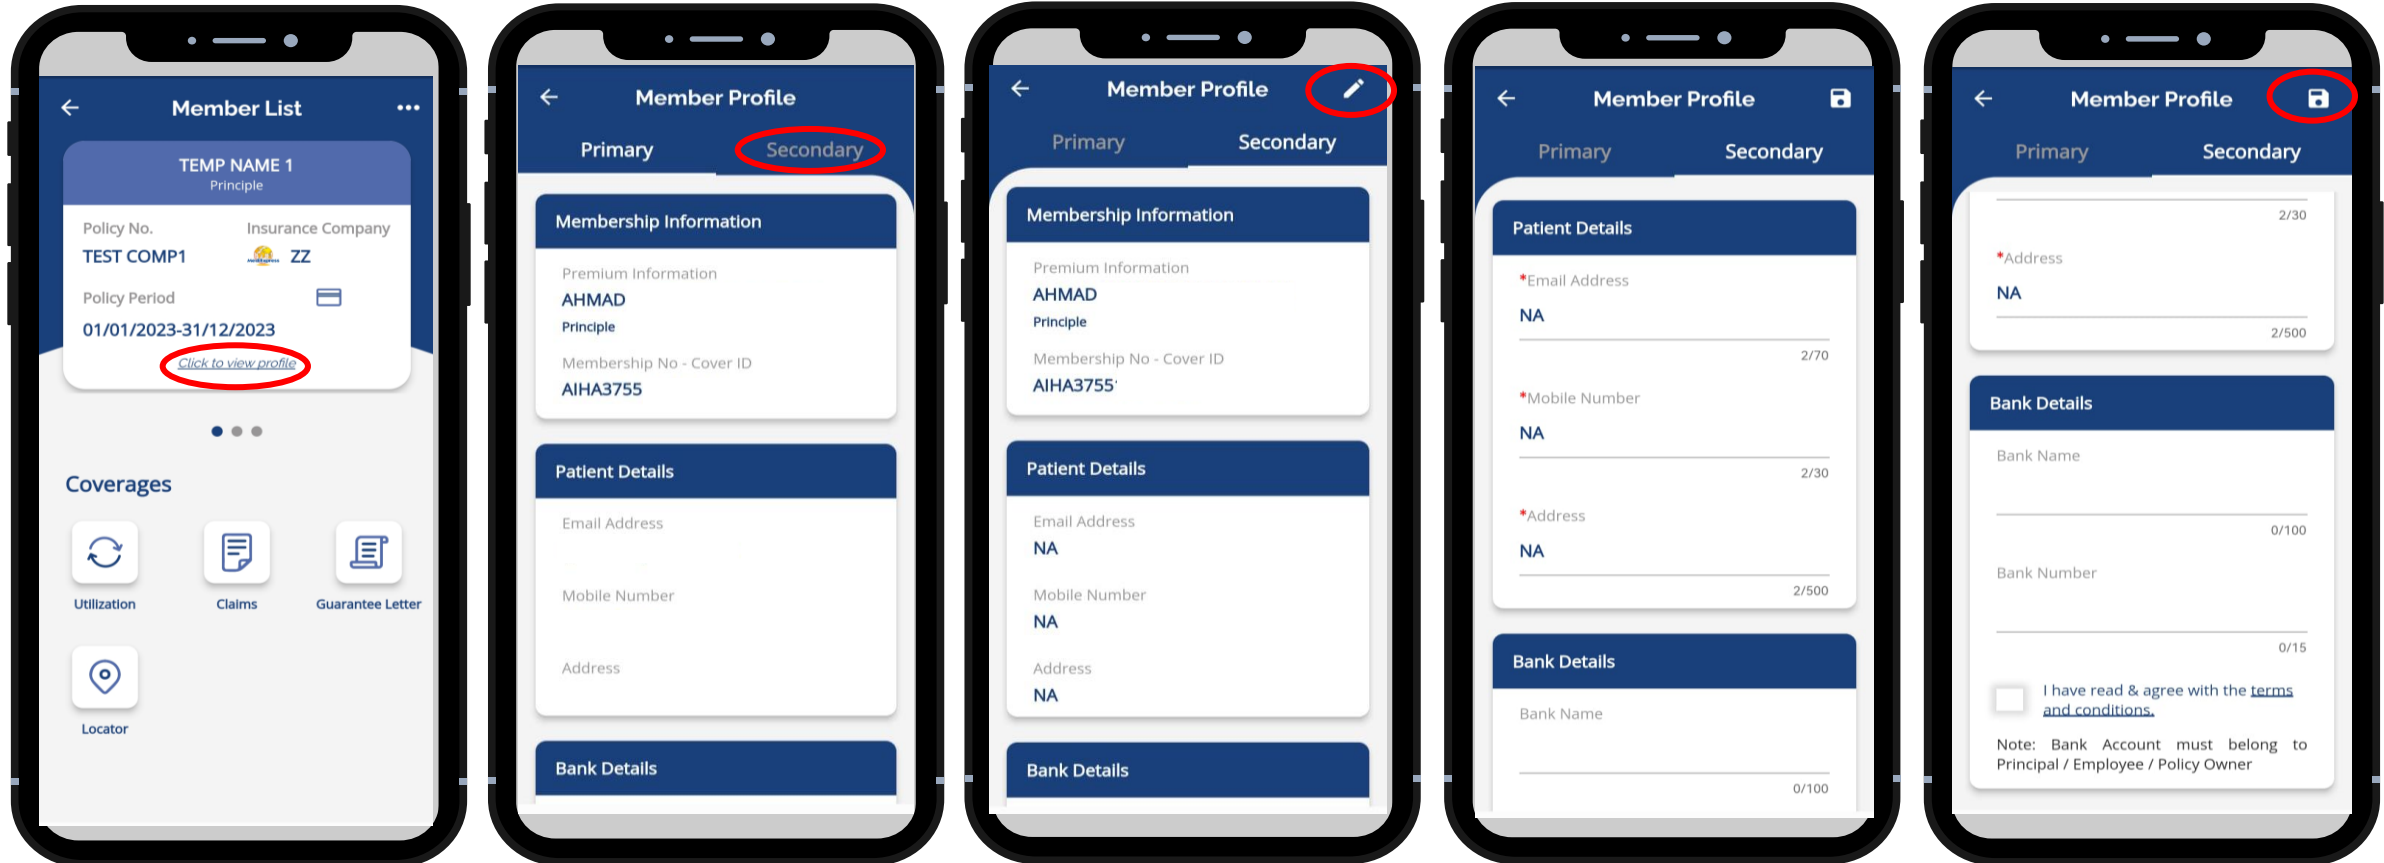 Member List
TEMP NAME 1
Principle
Policy No. Insurance Company
TEST COMP1 ZZ
Policy Period
01/01/2023-31/12/2023
Click to view profile
Coverages
Utilization Claims Guarantee Letter
Locator
Member Profile
Primary Secondary
Membership Information
Premium Information
AHMAD
Principle
Membership No - Cover ID
AIHA3755
Patient Details
Email Address
Mobile Number
Address
Bank Details
Member Profile
Primary Secondary
Membership Information
Premium Information
AHMAD
Principle
Membership No - Cover ID
AIHA3755
Patient Details
Email Address
NA
Mobile Number
NA
Address
NA
Bank Details
Member Profile
Primary Secondary
Patient Details
*Email Address
NA
2/70
*Mobile Number
NA
2/30
*Address
NA
2/500
Bank Details
Bank Name
0/100
Member Profile
Primary Secondary
2/30
*Address
NA
2/500
Bank Details
Bank Name
0/100
Bank Number
0/15
I have read & agree with the terms
and conditions.
Note: Bank Account must belong to
Principal / Employee / Policy Owner